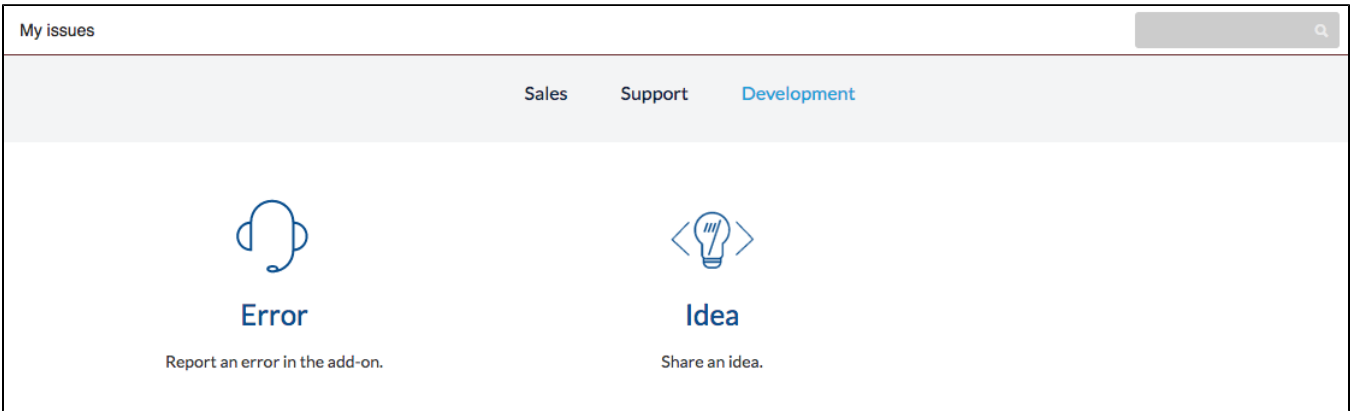 My issues
Sales Support Development
Error
Report an error in the add-on.
Idea
Share an idea.